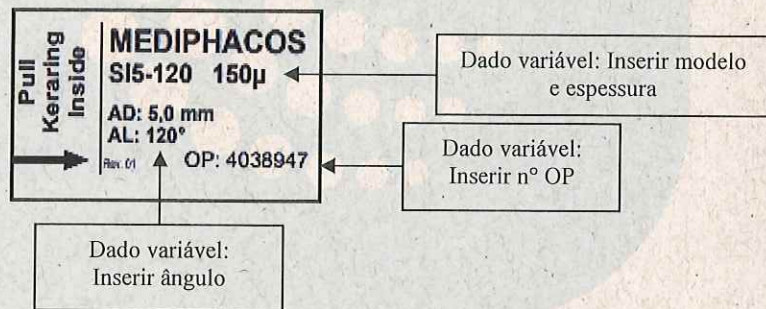 Pull
Keraring
Inside
MEDIPHACOS
SI5-120 150µ
AD: 5,0 mm
AL: 120°
Rev. 01
OP: 4038947
Dado variável: Inserir modelo
e espessura
Dado variável:
Inserir nº OP
Dado variável:
Inserir ângulo